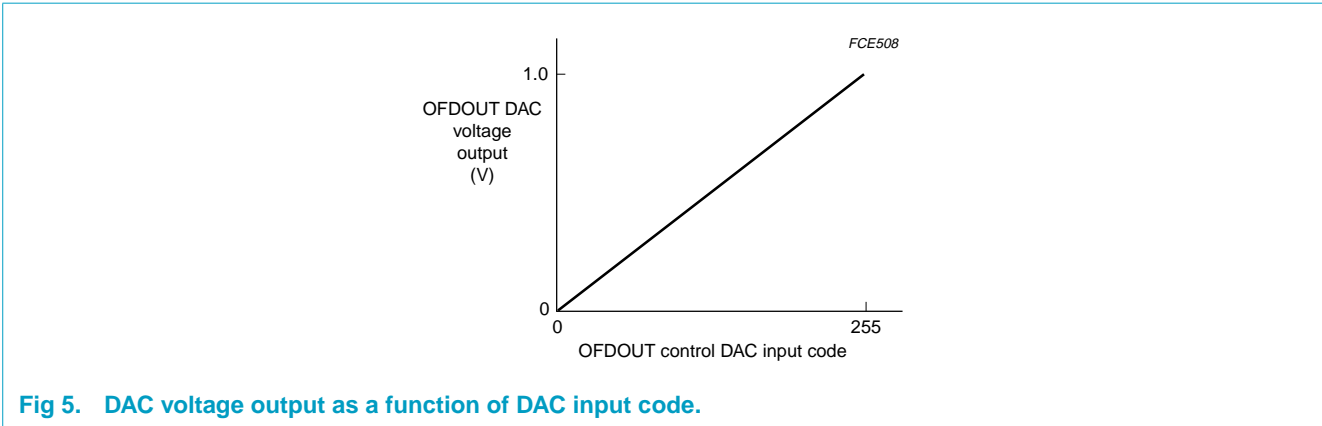 FCE508
1.0
OFDOUT DAC
voltage
output
(V)
0
0
255
OFDOUT control DAC input code
Fig 5. DAC voltage output as a function of DAC input code.